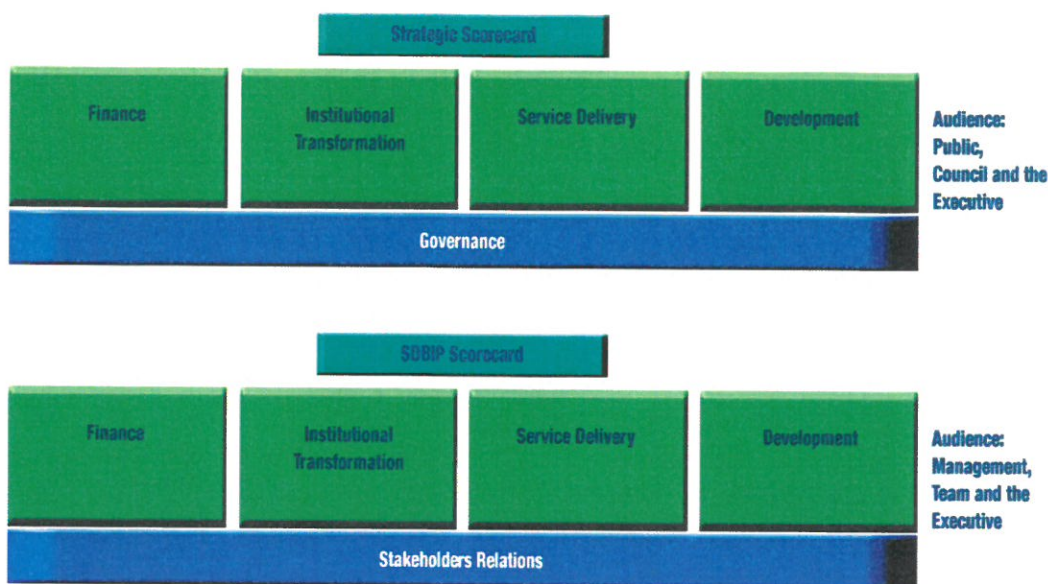 Strategic Scorecard
Finance
Institutional
Transformation
Service Delivery
Development
Audience:
Public,
Council and the
Executive
Governance
SDBIP Scorecard
Finance
Institutional
Transformation
Service Delivery
Development
Audience:
Management,
Team and the
Executive
Stakeholders Relations